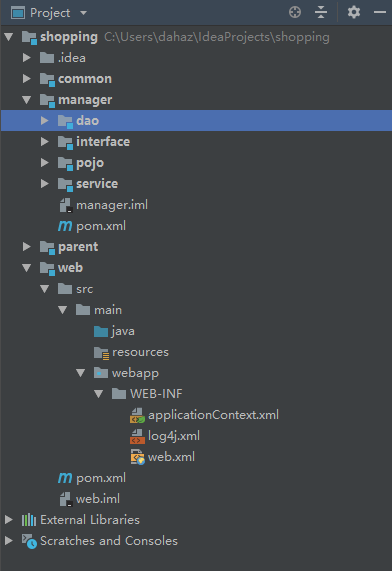 Project
shopping C:\Users\dahaz\IdeaProjects\shopping
.idea
common
manager
dao
interface
pojo
service
manager.iml
pom.xml
parent
web
src
main
java
resources
webapp
WEB-INF
applicationContext.xml
log4j.xml
web.xml
pom.xml
web.iml
External Libraries
Scratches and Consoles